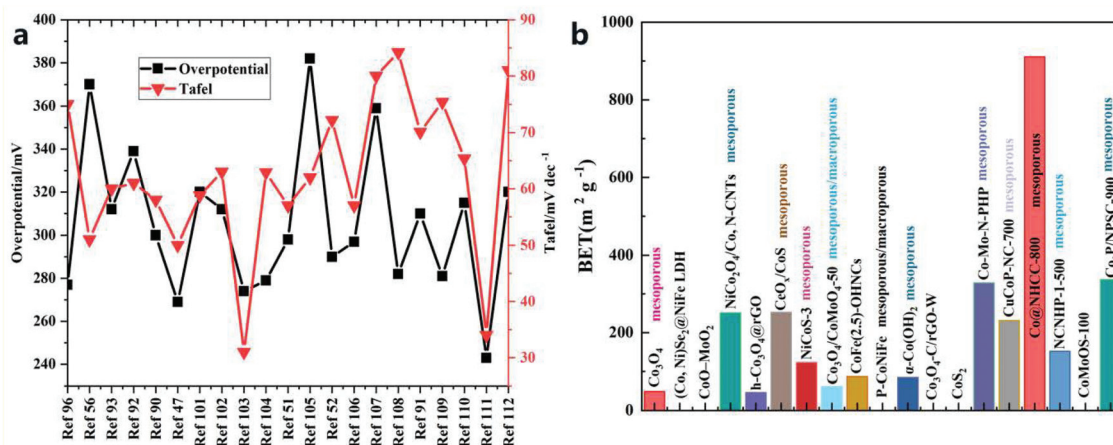 a
400
380
360
340
320
300
280
260
240
Overpotential/mV
Overpotential
Tafel
90
80
70
60
50
40
30
Tafel/mV dec⁻¹
Ref 96
Ref 56
Ref 93
Ref 92
Ref 90
Ref 47
Ref 101
Ref 102
Ref 103
Ref 104
Ref 51
Ref 105
Ref 52
Ref 106
Ref 107
Ref 108
Ref 91
Ref 109
Ref 110
Ref 111
Ref 112
b
1000
800
600
400
200
0
BET(m² g⁻¹)
Co₃O₄ mesoporous
(Co, Ni)Se₂@NiFe LDH
CoO–MoO₂
NiCo₂O₄/Co, N-CNTs mesoporous
h-Co₃O₄@rGO
CeOₓ/CoS mesoporous
NiCoS-3 mesoporous
Co₃O₄/CoMoO₄-50 mesoporous/macroporous
CoFe(2.5)-OHNCs
P-CoNiFe mesoporous/macroporous
α-Co(OH)₂ mesoporous
Co₃O₄-C/rGO-W
CoS₂
Co-Mo-N-PHP mesoporous
CuCoP-NC-700 mesoporous
Co@NHCC-800 mesoporous
NCNHP-1-500 mesoporous
CoMoOS-100
Co₂P/NPSC-900 mesoporous